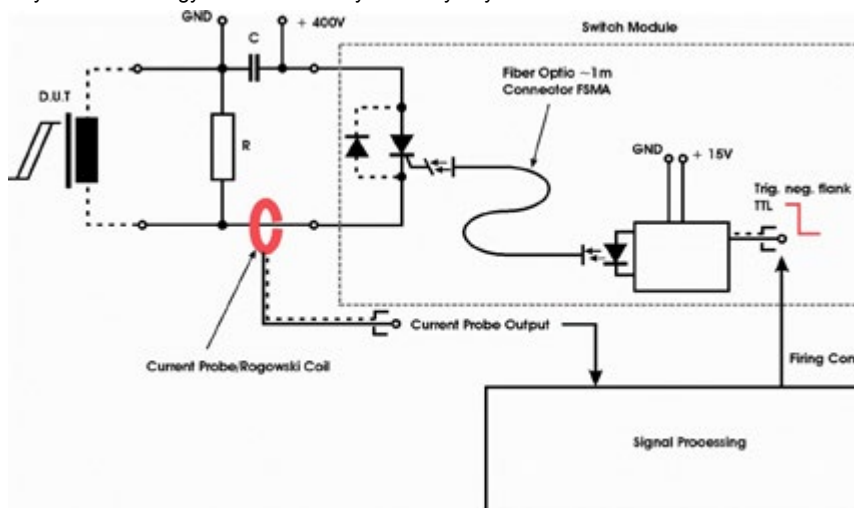 GND
C
+ 400V
Switch Module
D.U.T
Fiber Optic ~1m
Connector FSMA
R
GND
+ 15V
Trig. neg. flank
TTL
Current Probe Output
Current Probe/Rogowski Coil
Firing Con
Signal Processing